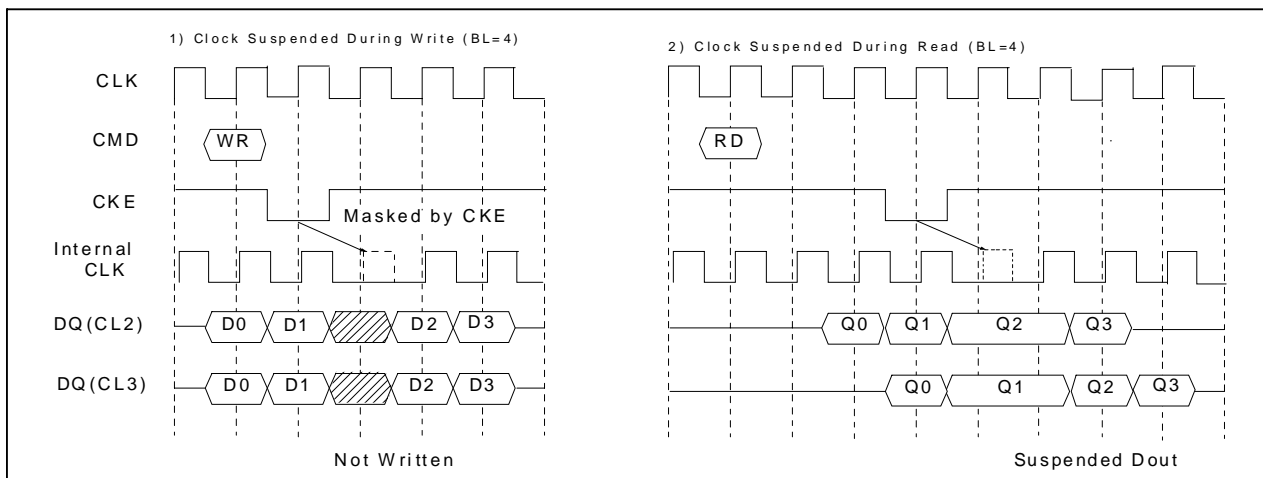 1) Clock Suspended During Write (BL=4)
2) Clock Suspended During Read (BL=4)
CLK
CMD
WR
RD
CKE
Masked by CKE
Internal
CLK
DQ(CL2)
D0
D1
D2
D3
Q0
Q1
Q2
Q3
DQ(CL3)
D0
D1
D2
D3
Q0
Q1
Q2
Q3
Not Written
Suspended Dout